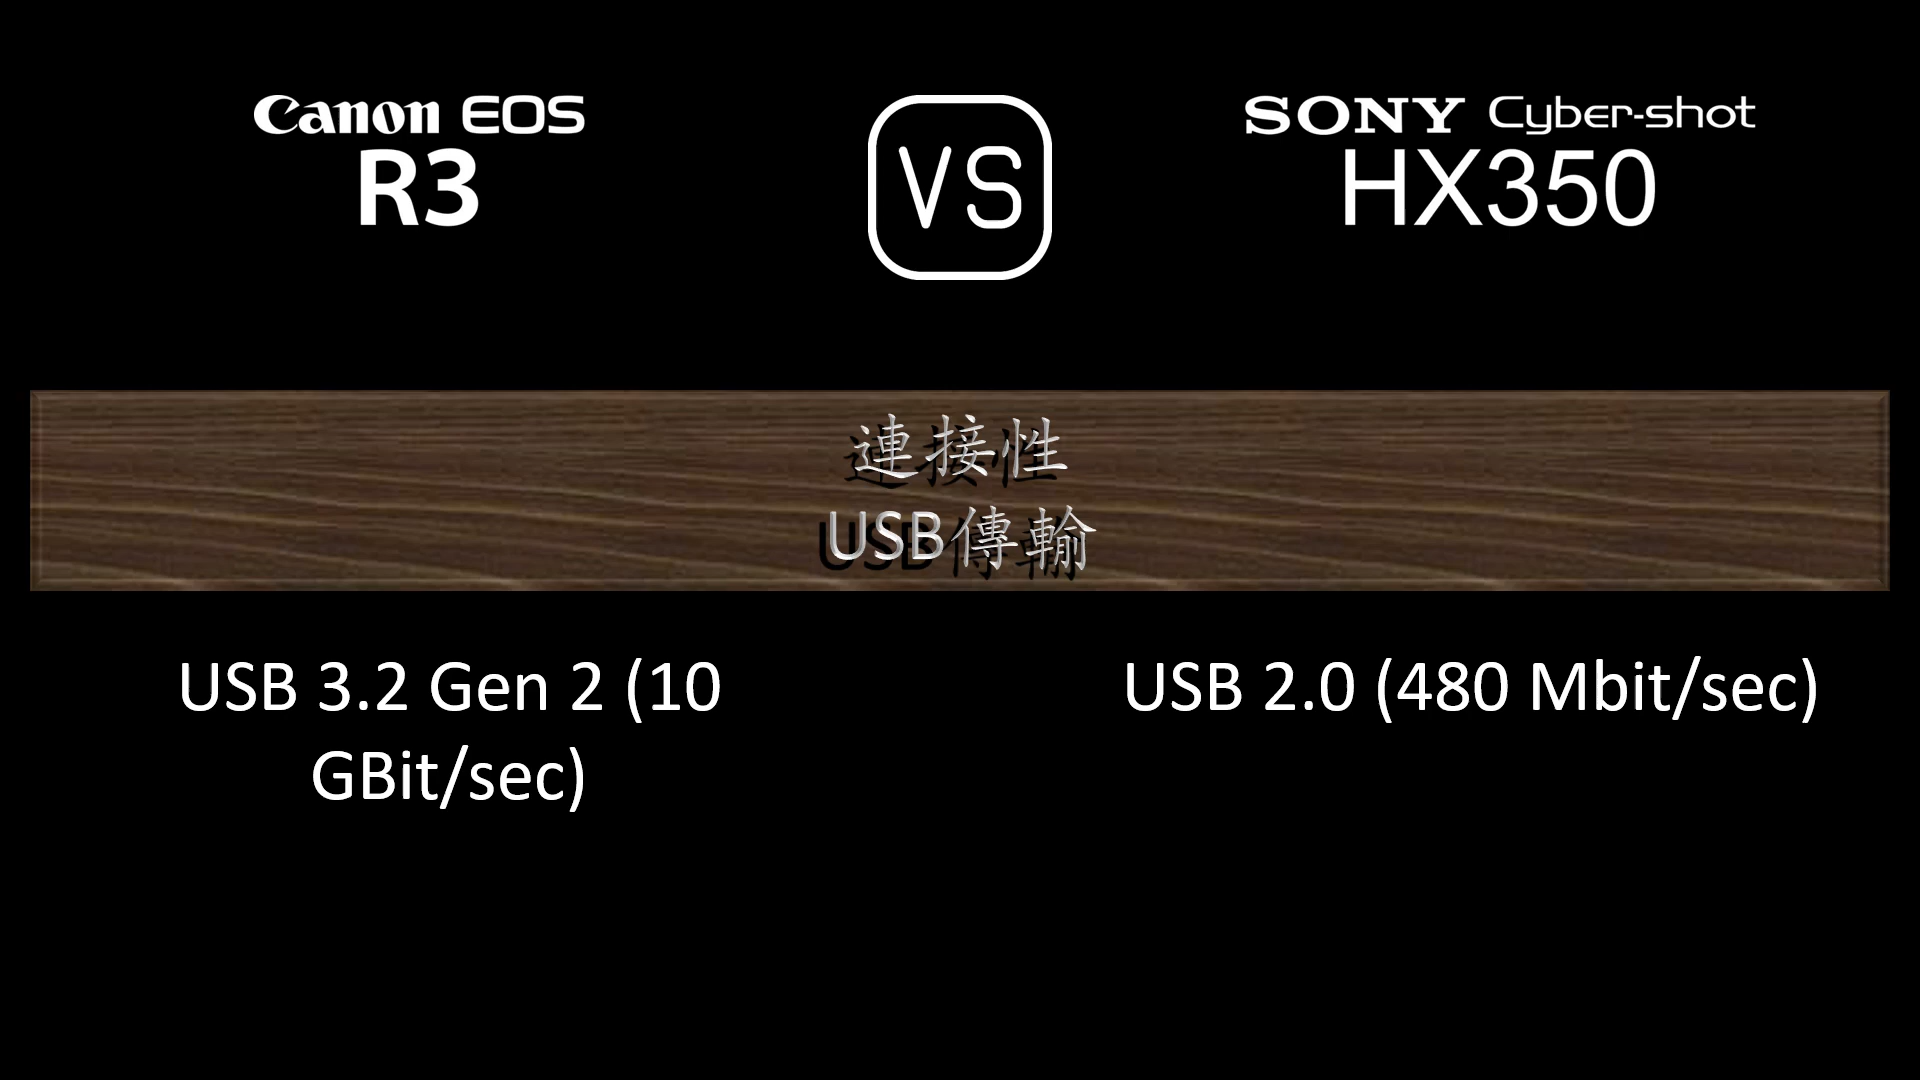 Canon EOS
R3
VS
SONY Cyber-shot
HX350
連接性
USB傳輸
USB 3.2 Gen 2 (10
GBit/sec)
USB 2.0 (480 Mbit/sec)